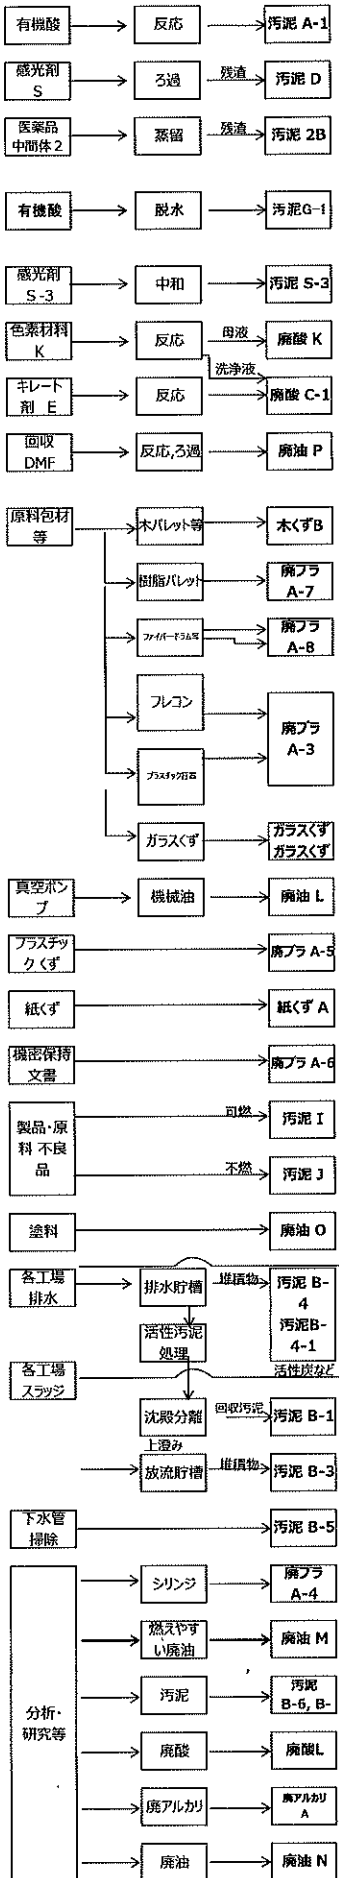 有機酸 反応 汚泥 A-1
感光剤 S ろ過 残渣 汚泥 D
医薬品 中間体2 蒸留 残渣 汚泥 2B
有機酸 脱水 汚泥G-1
感光剤 S-3 中和 汚泥 S-3
色素材料 K 反応 母液 廃酸 K
洗浄液
キレート 剤 E 反応 廃酸 C-1
回収 DMF 反応,ろ過 廃油 P
原料包材 等 木パレット等 木くずB
樹脂パレット 廃プラ A-7
ファイバードラム等 廃プラ A-8
フレコン
廃プラ A-3
プラスチック
ガラスくず ガラスくず ガラスくず
真空ポン プ 機械油 廃油 L
プラスチッ クくず 廃プラ A-5
紙くず 紙くず A
機密保持 文書 廃プラ A-6
製品・原 料 不良 品 可燃 汚泥 I
不燃 汚泥 J
塗料 廃油 O
各工場 排水 排水貯槽 堆積物 汚泥 B-4
汚泥B-4-1
活性汚泥 処理
各工場 スラッジ 活性炭など
沈殿分離 回収汚泥 汚泥 B-1
上澄み
放流貯槽 堆積物 汚泥 B-3
下水管 掃除 汚泥 B-5
分析・ 研究等 シリンジ 廃プラ A-4
燃えやす い廃油 廃油 M
汚泥 汚泥 B-6, B-
廃酸 廃酸L
廃アルカリ 廃アルカリ A
廃油 廃油 N